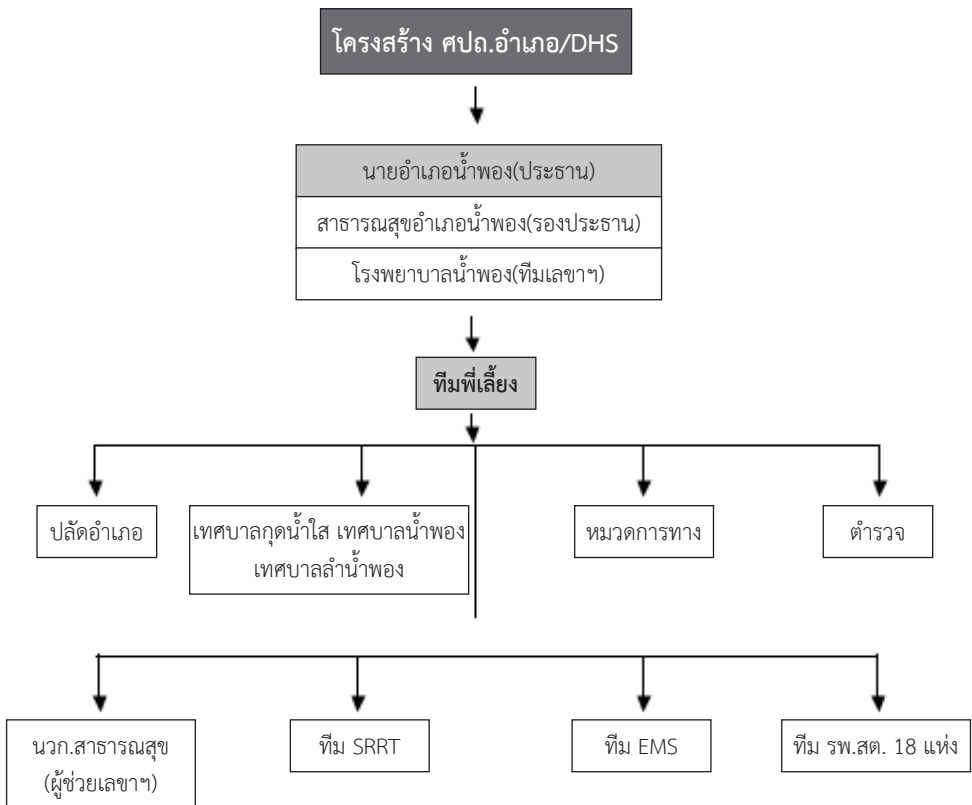 โครงสร้าง ศปถ.อำเภอ/DHS
นายอำเภอน้ำพอง(ประธาน)
สาธารณสุขอำเภอน้ำพอง(รองประธาน)
โรงพยาบาลน้ำพอง(ทีมเลขาฯ)
ทีมพี่เลี้ยง
ปลัดอำเภอ
เทศบาลกุดน้ำใส เทศบาลน้ำพอง
เทศบาลลำน้ำพอง
หมวดการทาง
ตำรวจ
นวก.สาธารณสุข
(ผู้ช่วยเลขาฯ)
ทีม SRRT
ทีม EMS
ทีม รพ.สต. 18 แห่ง